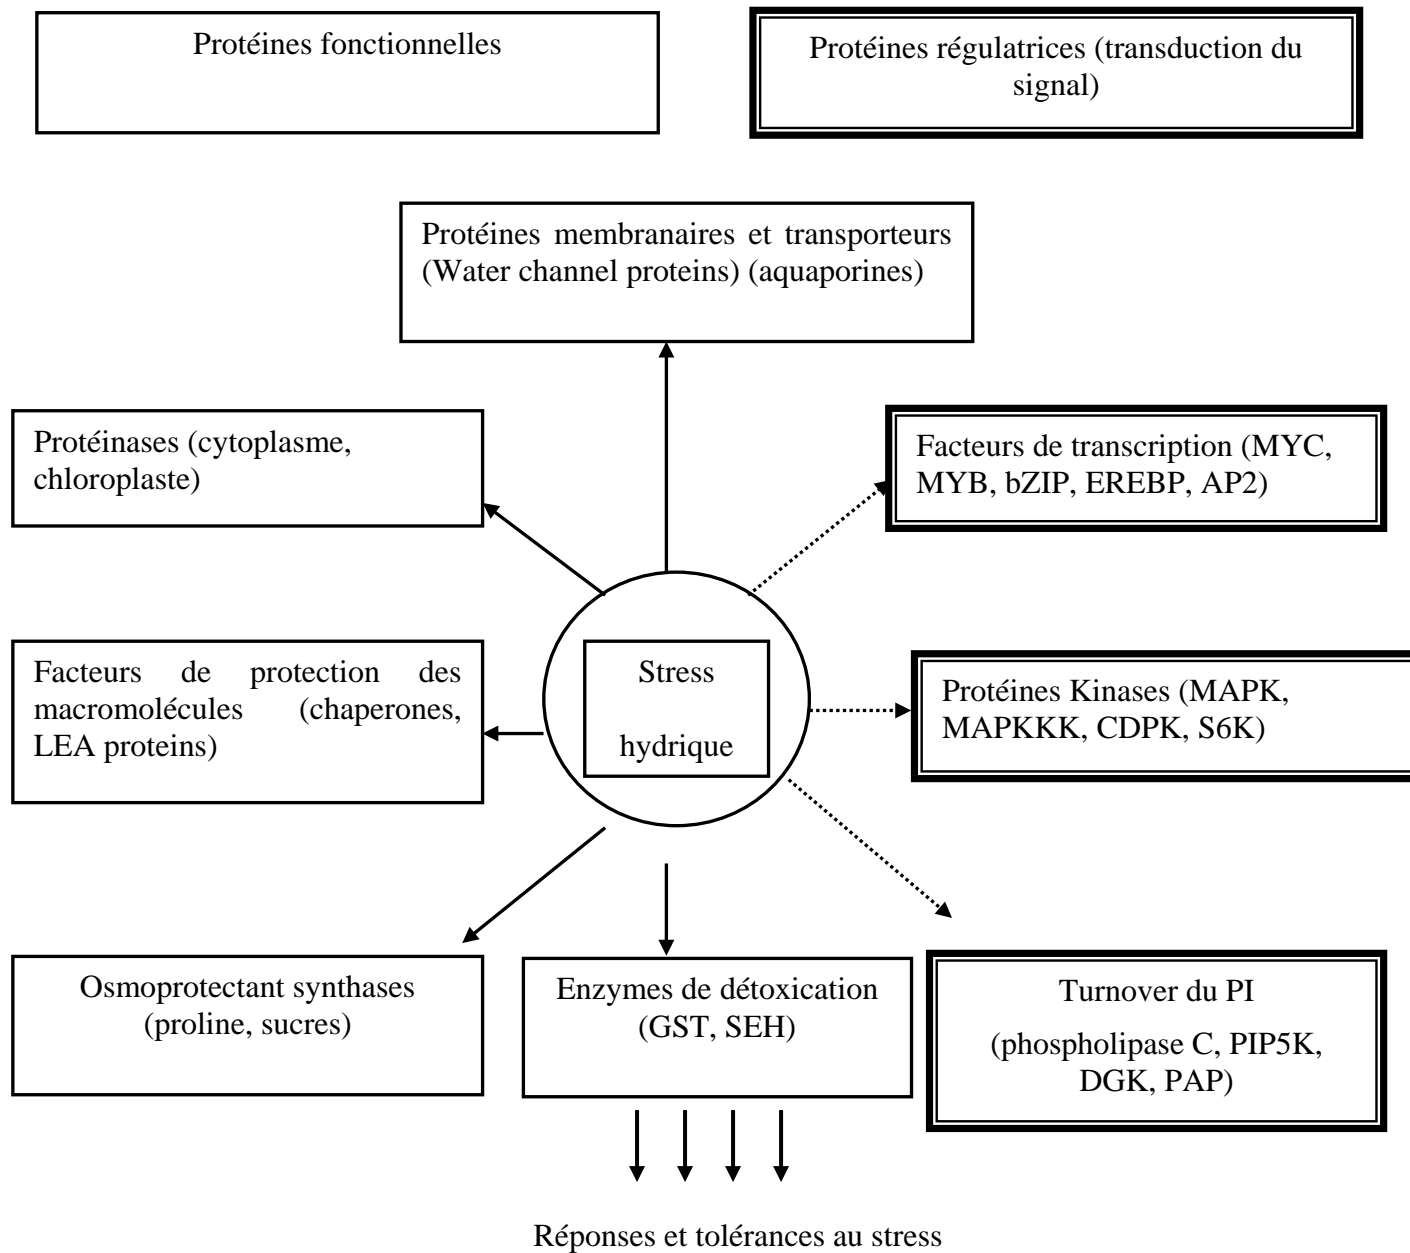 Protéines fonctionnelles
Protéines régulatrices (transduction du
signal)
Protéines membranaires et transporteurs
(Water channel proteins) (aquaporines)
Protéinases (cytoplasme,
chloroplaste)
Facteurs de transcription (MYC,
MYB, bZIP, EREBP, AP2)
Facteurs de protection des
macromolécules (chaperones,
LEA proteins)
Stress
hydrique
Protéines Kinases (MAPK,
MAPKKK, CDPK, S6K)
Osmoprotectant synthases
(proline, sucres)
Enzymes de détoxication
(GST, SEH)
Turnover du PI
(phospholipase C, PIP5K,
DGK, PAP)
Réponses et tolérances au stress